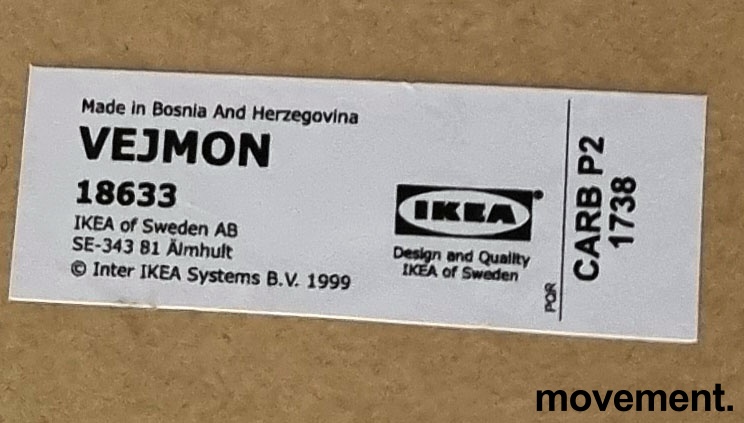 Made in Bosnia And Herzegovina
VEJMON
18633
IKEA of Sweden AB
SE-343 81 Älmhult
© Inter IKEA Systems B.V. 1999
IKEA
Design and Quality
IKEA of Sweden
PQR
CARB P2
1738
movement.